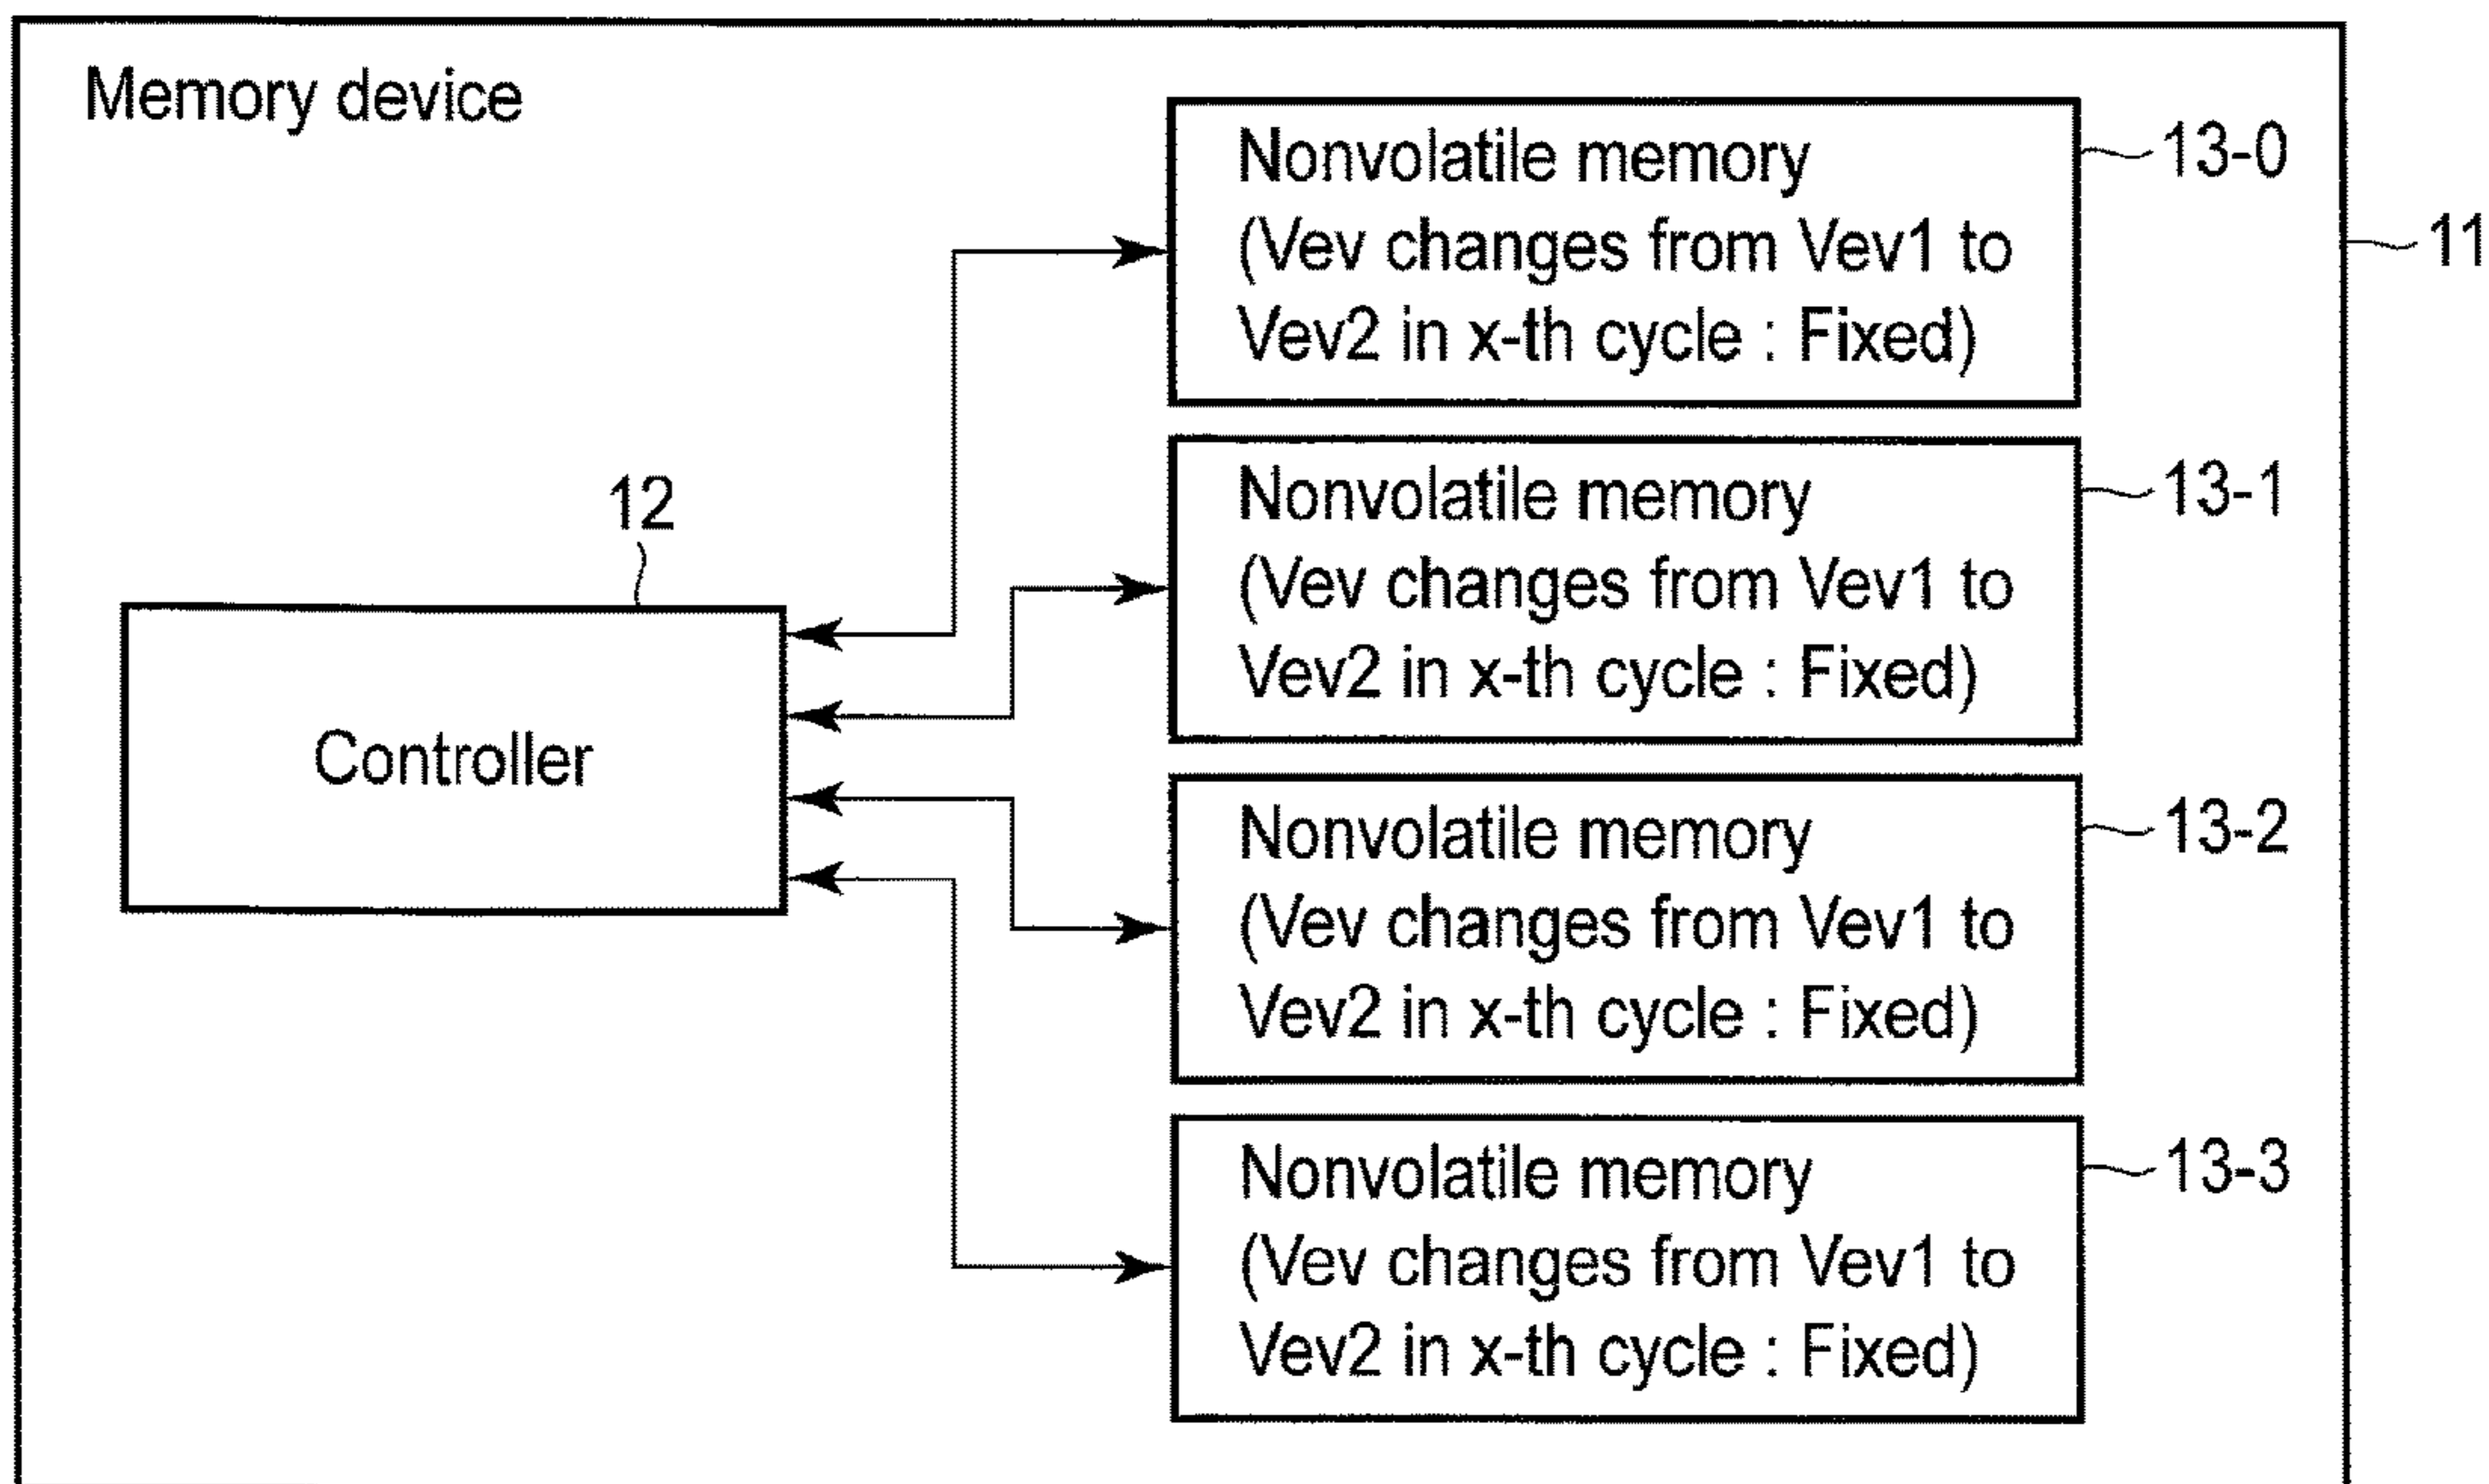 Memory device
Nonvolatile memory
(Vev changes from Vev1 to
Vev2 in x-th cycle : Fixed)
13-0
11
Nonvolatile memory
(Vev changes from Vev1 to
Vev2 in x-th cycle : Fixed)
13-1
12
Controller
Nonvolatile memory
(Vev changes from Vev1 to
Vev2 in x-th cycle : Fixed)
13-2
Nonvolatile memory
(Vev changes from Vev1 to
Vev2 in x-th cycle : Fixed)
13-3